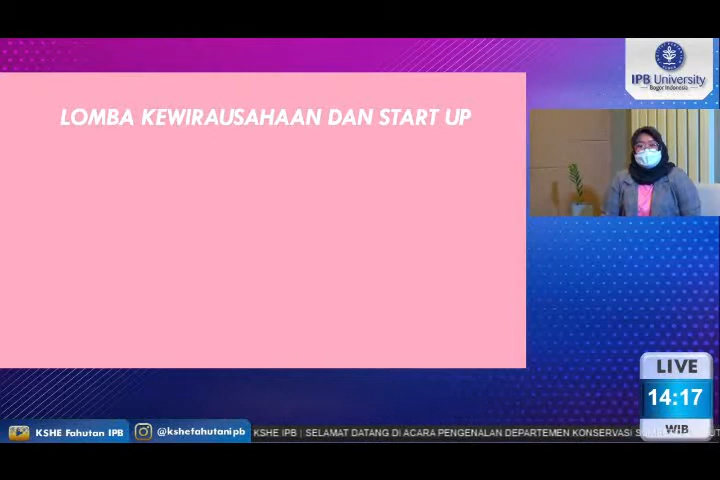 IPB University
Bogor Indonesia
LOMBA KEWIRAUSAHAAN DAN START UP
LIVE
14:17
WIB
KSHE Fahutan IPB
@kshefahutanipb
KSHE IPB | SELAMAT DATANG DI ACARA PENGENALAN DEPARTEMEN KONSERVASI